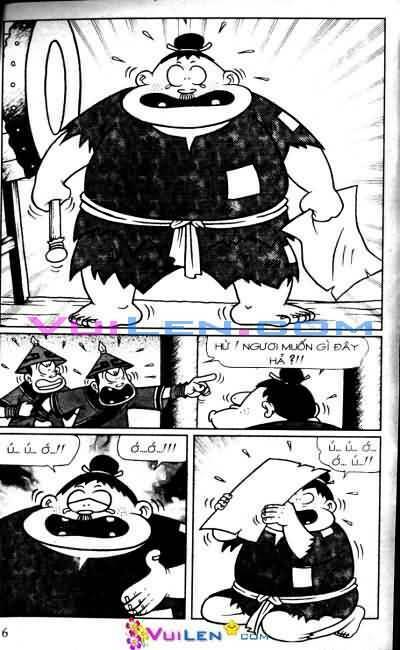 VuiLen.com
HỪ! NGƯƠI MUỐN GÌ ĐÂY
HẢ ?!!
Ú... Ú... Ớ...!!
Ớ....Ớ..!!!
Ú... Ú... Ớ
... Ớ... Ú.!!
6
VuiLen.com